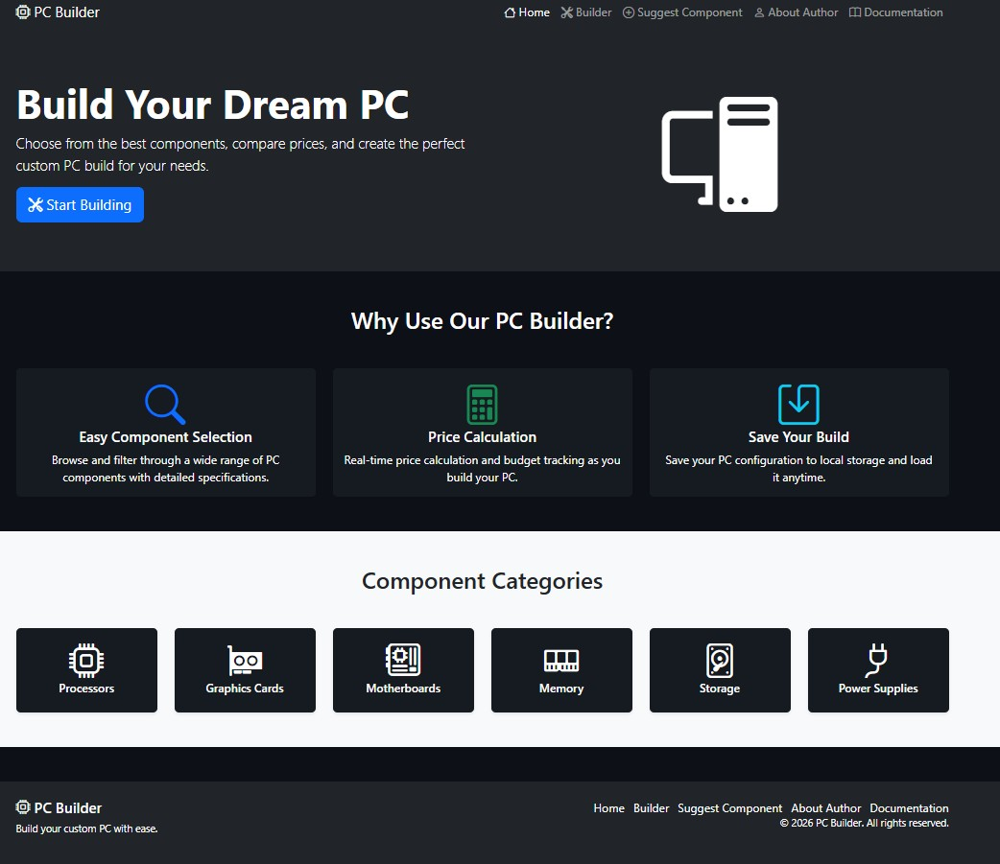 PC Builder
Home Builder Suggest Component About Author Documentation
Build Your Dream PC
Choose from the best components, compare prices, and create the perfect
custom PC build for your needs.
Start Building
Why Use Our PC Builder?
Easy Component Selection
Browse and filter through a wide range of PC
components with detailed specifications.
Price Calculation
Real-time price calculation and budget tracking as you
build your PC.
Save Your Build
Save your PC configuration to local storage and load
it anytime.
Component Categories
Processors
Graphics Cards
Motherboards
Memory
Storage
Power Supplies
PC Builder
Build your custom PC with ease.
Home Builder Suggest Component About Author Documentation
© 2026 PC Builder. All rights reserved.